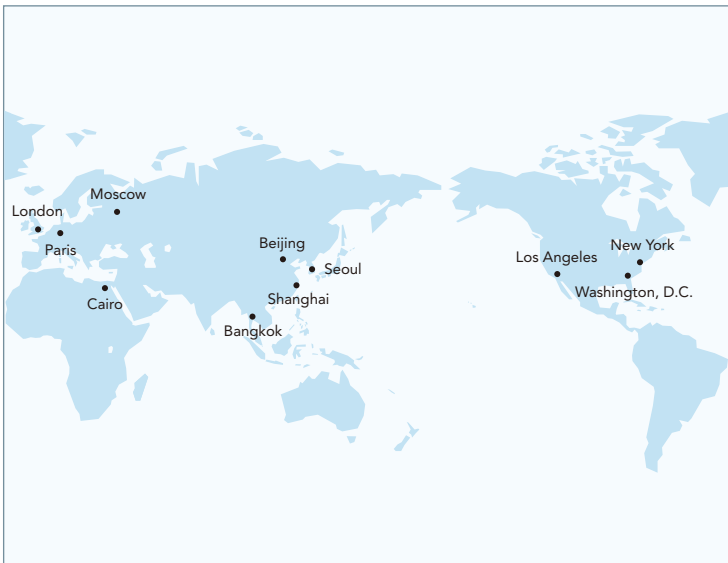 Moscow
London
Paris
Beijing
Seoul
Shanghai
Cairo
Bangkok
New York
Los Angeles
Washington, D.C.